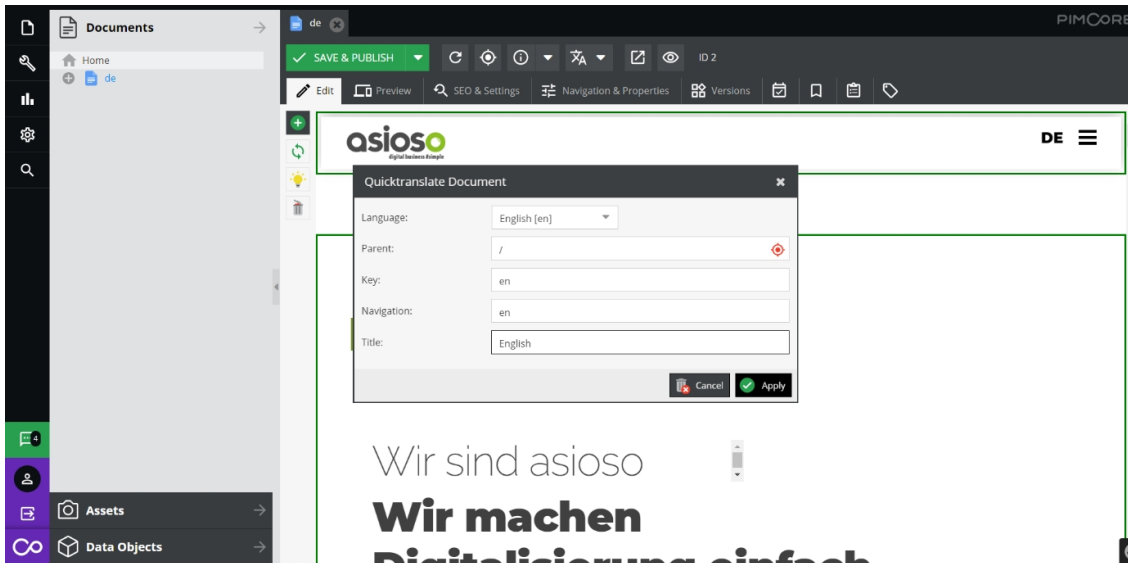 Documents
de
PIMCORE
Home
de
SAVE & PUBLISH
ID 2
Edit
Preview
SEO & Settings
Navigation & Properties
Versions
asioso
digital business #simple
DE
Quicktranslate Document
Language:
English [en]
Parent:
/
Key:
en
Navigation:
en
Title:
English
Cancel
Apply
4
Wir sind asioso
Wir machen
Digitalisierung einfach
Assets
Data Objects